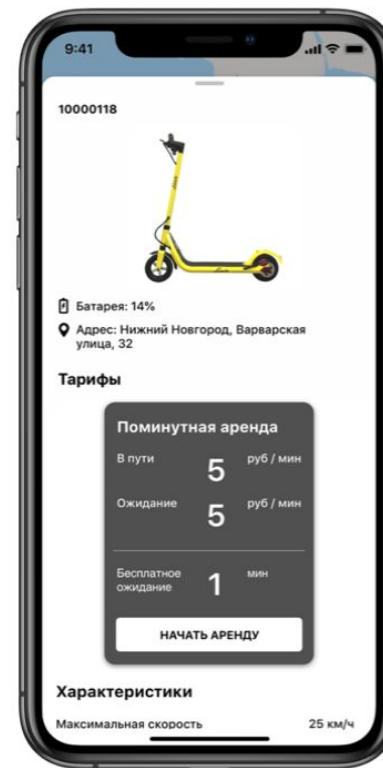 9:41
10000118
Батарея: 14%
Адрес: Нижний Новгород, Варварская
улица, 32
Тарифы
Поминутная аренда
В пути 5 руб / мин
Ожидание 5 руб / мин
Бесплатное
ожидание 1 мин
НАЧАТЬ АРЕНДУ
Характеристики
Максимальная скорость 25 км/ч